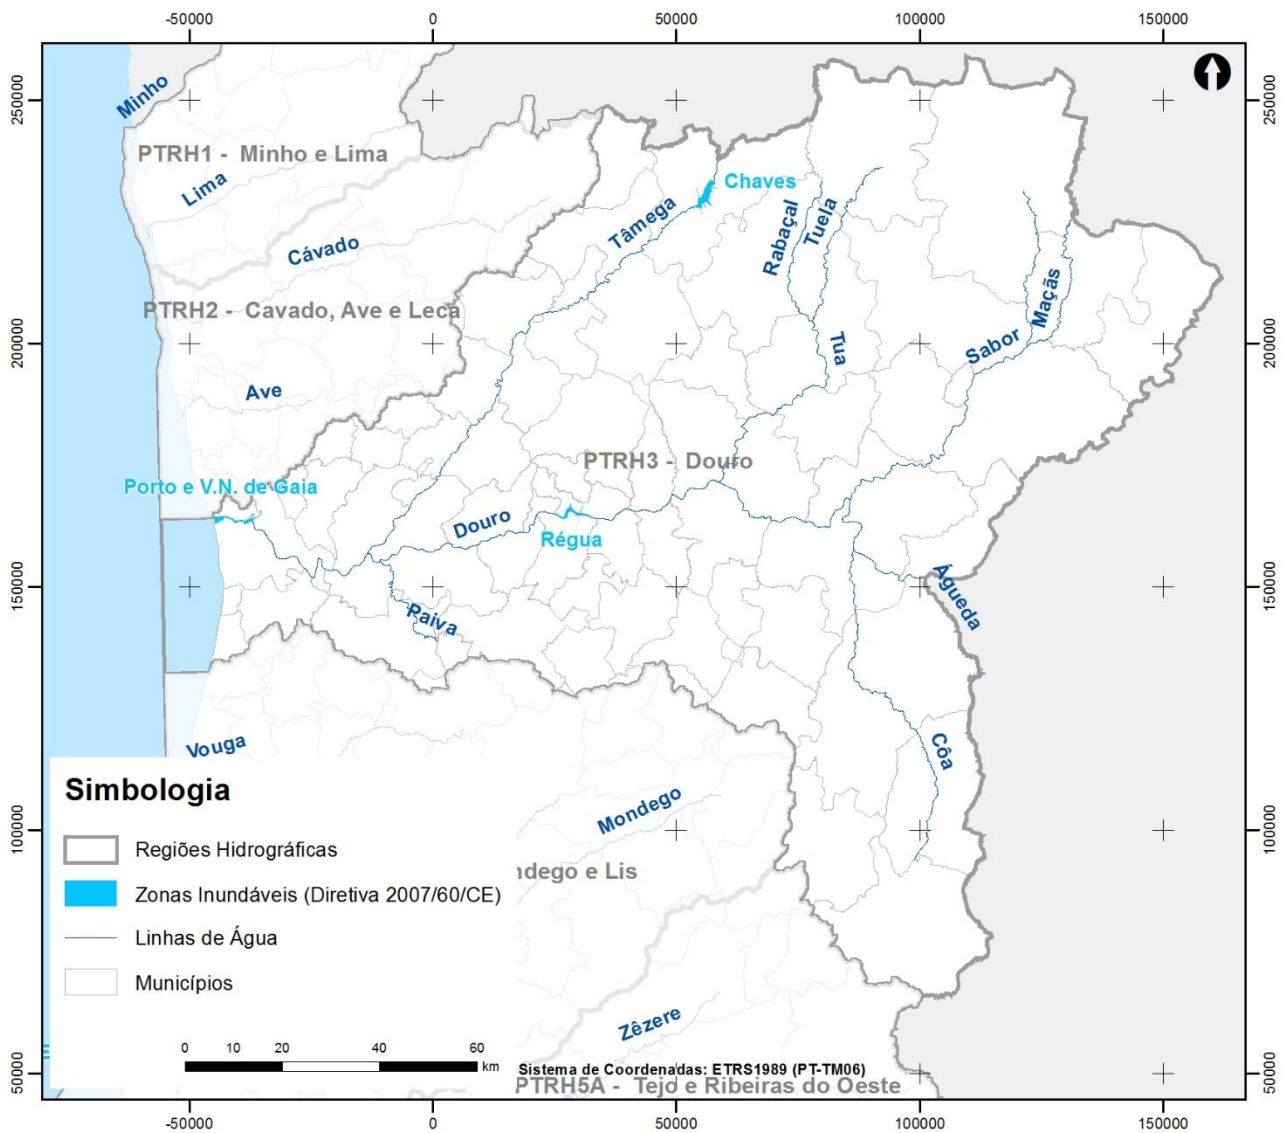 -50000 0 50000 100000 150000
250000 250000
Minho
PTRH1 - Minho e Lima
Lima
Chaves
Tâmega
Rabaçal
Tuela
Cávado
Maçãs
PTRH2 - Cavado, Ave e Leca
200000 200000
Tua
Sabor
Ave
PTRH3 - Douro
Porto e V.N. de Gaia
Douro
Régua
Águeda
150000 150000
Paiva
Vouga
Côa
Simbologia
Mondego
100000 100000
Regiões Hidrográficas
ndego e Lis
Zonas Inundáveis (Diretiva 2007/60/CE)
Linhas de Água
Municípios
Zêzere
0 10 20 40 60
km
Sistema de Coordenadas: ETRS1989 (PT-TM06)
50000 50000
PTRH5A - Tejo e Ribeiras do Oeste
-50000 0 50000 100000 150000